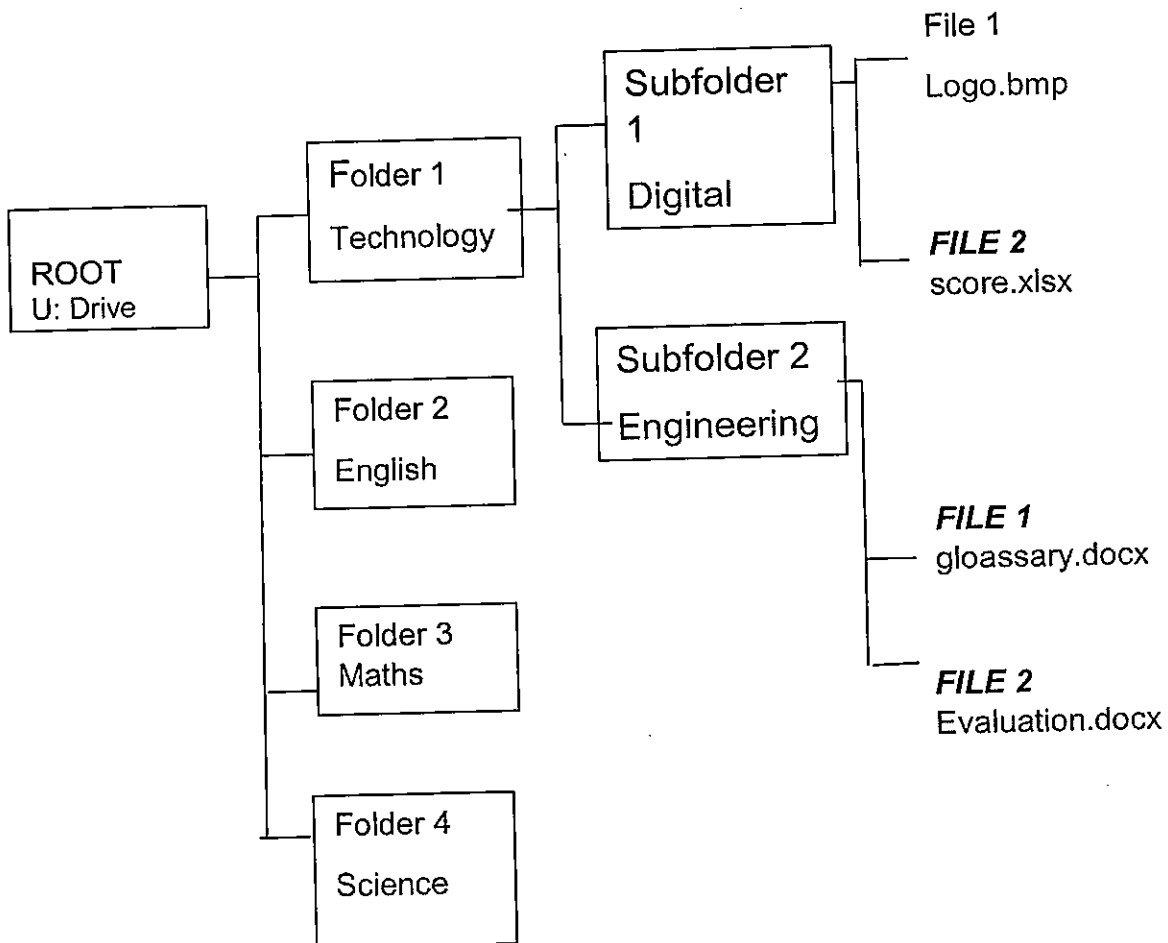 ROOT
U: Drive
Folder 1
Technology
Folder 2
English
Folder 3
Maths
Folder 4
Science
Subfolder
1
Digital
Subfolder 2
Engineering
File 1
Logo.bmp
FILE 2
score.xlsx
FILE 1
gloassary.docx
FILE 2
Evaluation.docx